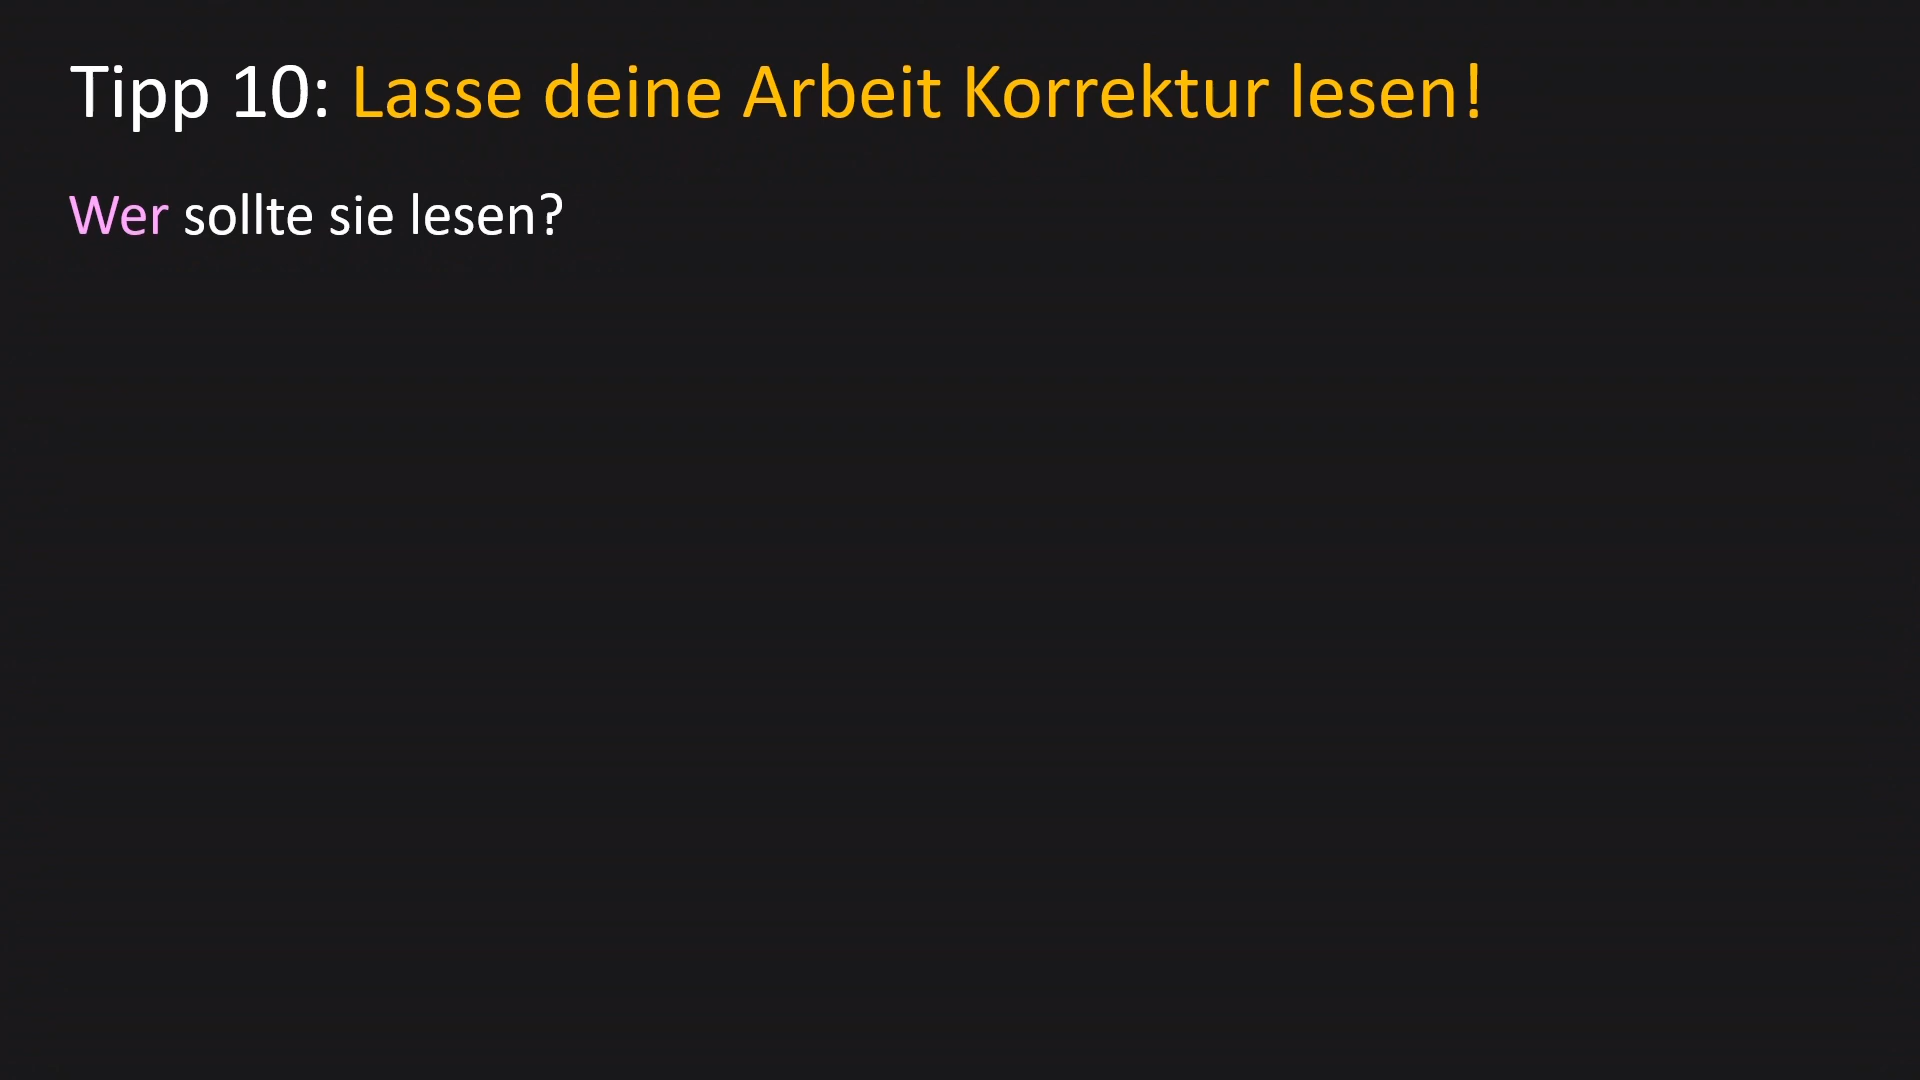 Tipp 10: Lasse deine Arbeit Korrektur lesen!
Wer sollte sie lesen?